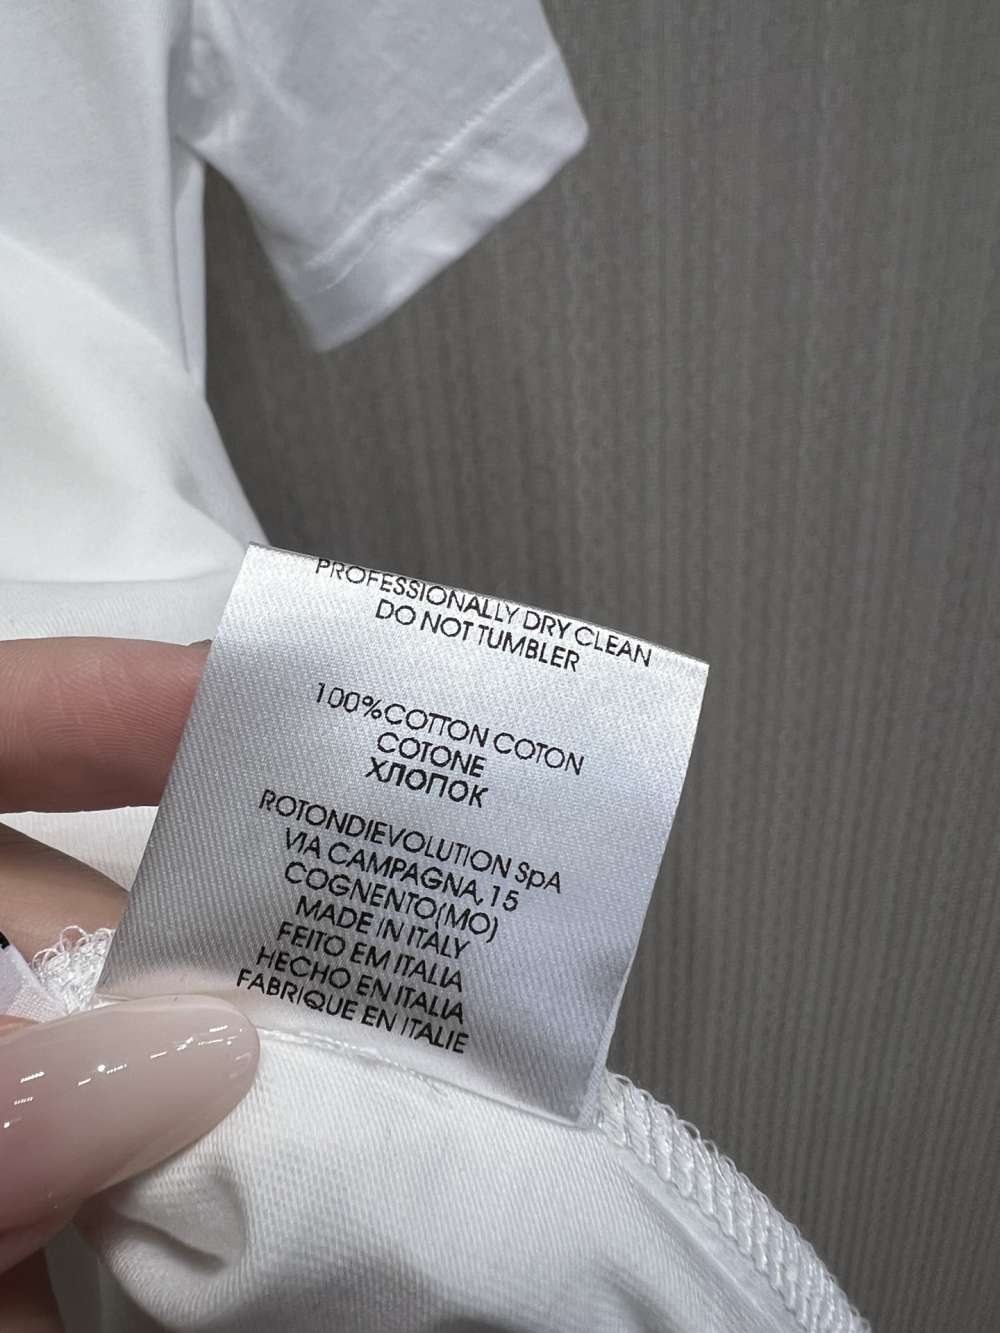 PROFESSIONALLY DRY CLEAN
DO NOT TUMBLER
100%COTTON COTON
COTONE
ХЛОПОК
ROTONDIEVOLUTION SpA
VIA CAMPAGNA,15
COGNENTO(MO)
MADE IN ITALY
FEITO EM ITALIA
HECHO EN ITALIA
FABRIQUE EN ITALIE